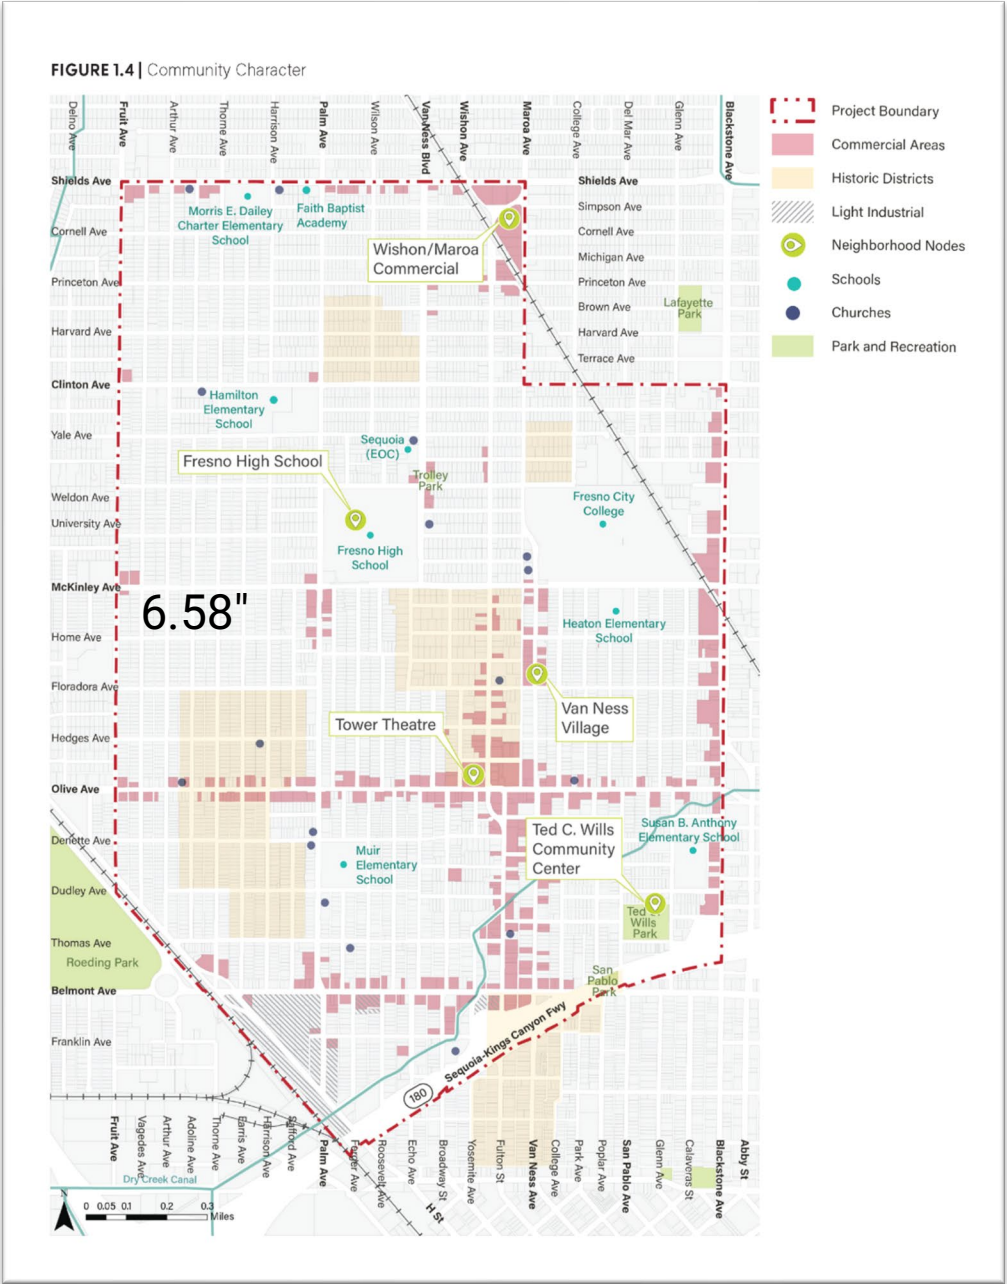 FIGURE 1.4 | Community Character
Delno Ave
Fruit Ave
Arthur Ave
Thorne Ave
Harrison Ave
Palm Ave
Wilson Ave
Van Ness Blvd
Wishon Ave
Maroa Ave
College Ave
Del Mar Ave
Glenn Ave
Blackstone Ave
Project Boundary
Commercial Areas
Historic Districts
Light Industrial
Neighborhood Nodes
Schools
Churches
Park and Recreation
Shields Ave
Cornell Ave
Princeton Ave
Harvard Ave
Clinton Ave
Yale Ave
Weldon Ave
University Ave
McKinley Ave
Home Ave
Floradora Ave
Hedges Ave
Olive Ave
Dennette Ave
Dudley Ave
Thomas Ave
Roeding Park
Belmont Ave
Franklin Ave
Shields Ave
Simpson Ave
Cornell Ave
Michigan Ave
Princeton Ave
Brown Ave
Harvard Ave
Terrace Ave
Lafayette
Park
Morris E. Dailey
Charter Elementary
School
Faith Baptist
Academy
Wishon/Maroa
Commercial
Hamilton
Elementary
School
Sequoia
(EOC)
Trolley
Park
Fresno High School
Fresno High
School
Fresno City
College
6.58"
Heaton Elementary
School
Van Ness
Village
Tower Theatre
Ted C. Wills
Community
Center
Susan B. Anthony
Elementary School
Muir
Elementary
School
Ted C.
Wills
Park
San
Pablo
Park
Sequoia-Kings Canyon Fwy
180
Fruit Ave
Vagedes Ave
Arthur Ave
Adoline Ave
Thorne Ave
Farris Ave
Harrison Ave
Safford Ave
Palm Ave
Ferger Ave
Roosevelt Ave
Echo Ave
Broadway St
Yosemite Ave
Fulton St
Van Ness Ave
College Ave
Park Ave
Poplar Ave
San Pablo Ave
Glenn Ave
Calaveras St
Blackstone Ave
Abby St
H St
Dry Creek Canal
N
0 0.05 0.1 0.2 0.3
Miles